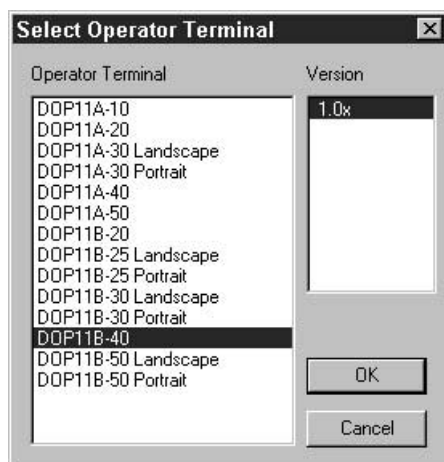 Select Operator Terminal
Operator Terminal
Version
DOP11A-10
DOP11A-20
DOP11A-30 Landscape
DOP11A-30 Portrait
DOP11A-40
DOP11A-50
DOP11B-20
DOP11B-25 Landscape
DOP11B-25 Portrait
DOP11B-30 Landscape
DOP11B-30 Portrait
DOP11B-40
DOP11B-50 Landscape
DOP11B-50 Portrait
1.0x
OK
Cancel